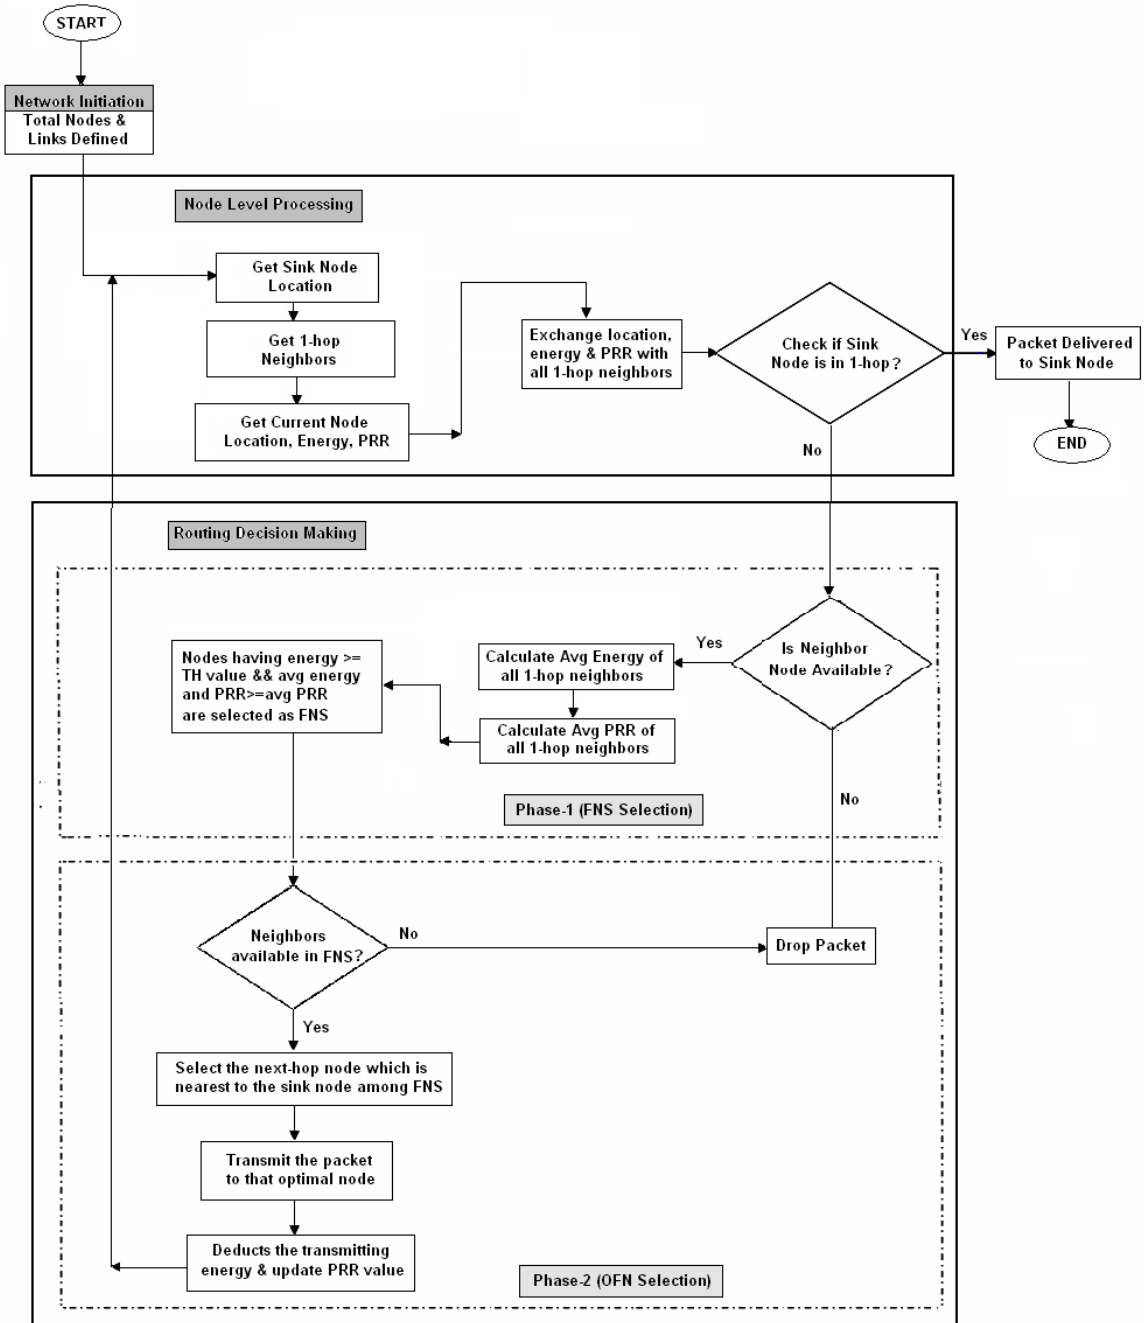 START
Network Initiation
Total Nodes &
Links Defined
Node Level Processing
Get Sink Node
Location
Get 1-hop
Neighbors
Get Current Node
Location, Energy, PRR
Exchange location,
energy & PRR with
all 1-hop neighbors
Check if Sink
Node is in 1-hop?
Yes
Packet Delivered
to Sink Node
END
No
Routing Decision Making
Is Neighbor
Node Available?
Yes
Calculate Avg Energy of
all 1-hop neighbors
Calculate Avg PRR of
all 1-hop neighbors
Nodes having energy >=
TH value && avg energy
and PRR>=avg PRR
are selected as FNS
No
Phase-1 (FNS Selection)
Neighbors
available in FNS?
No
Drop Packet
Yes
Select the next-hop node which is
nearest to the sink node among FNS
Transmit the packet
to that optimal node
Deducts the transmitting
energy & update PRR value
Phase-2 (OFN Selection)